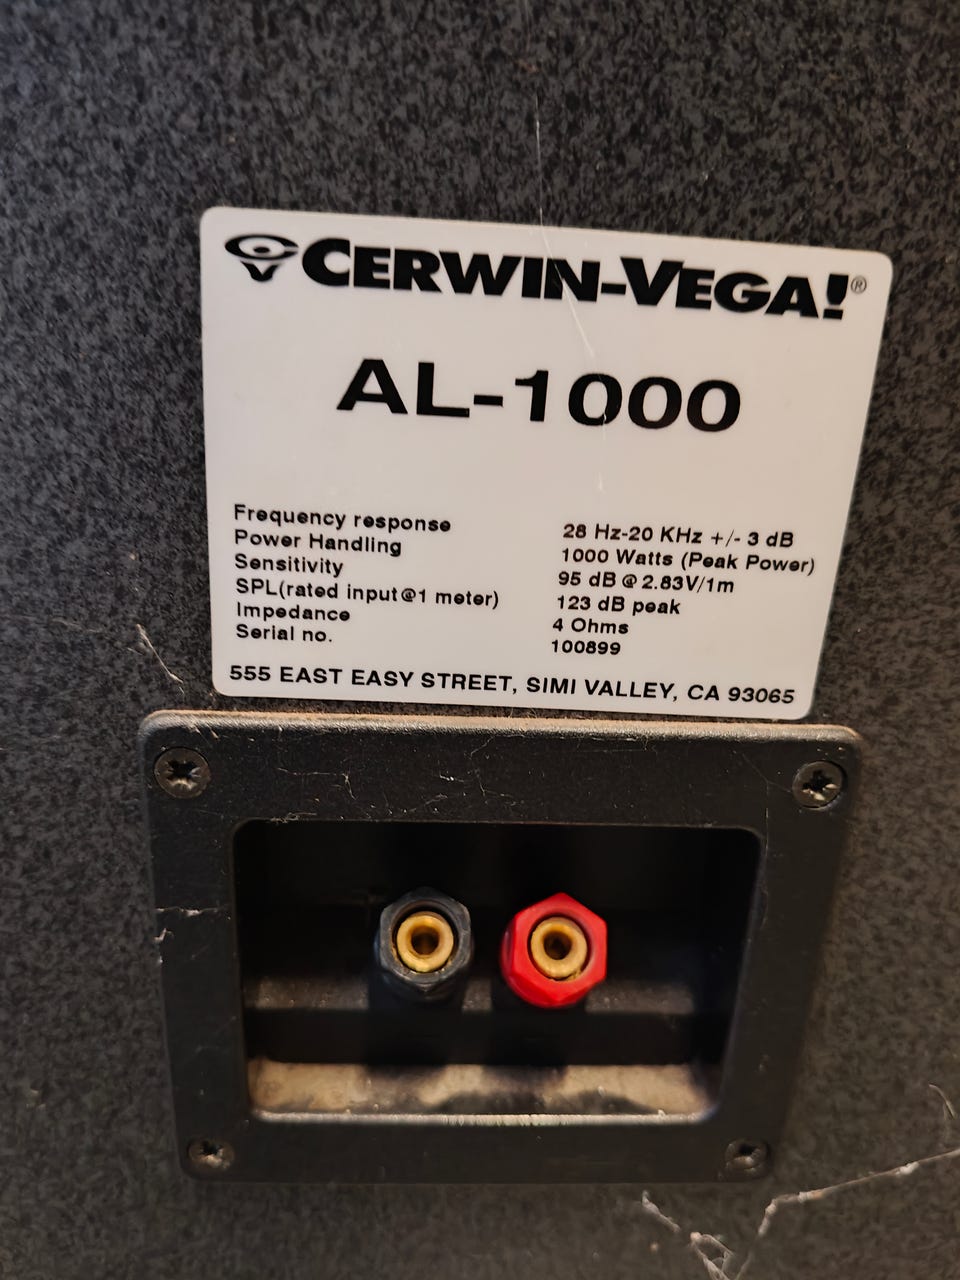 CERWIN-VEGA!®
AL-1000
Frequency response 28 Hz-20 KHz +/- 3 dB
Power Handling 1000 Watts (Peak Power)
Sensitivity 95 dB @ 2.83V/1m
SPL(rated input@1 meter) 123 dB peak
Impedance 4 Ohms
Serial no. 100899
555 EAST EASY STREET, SIMI VALLEY, CA 93065